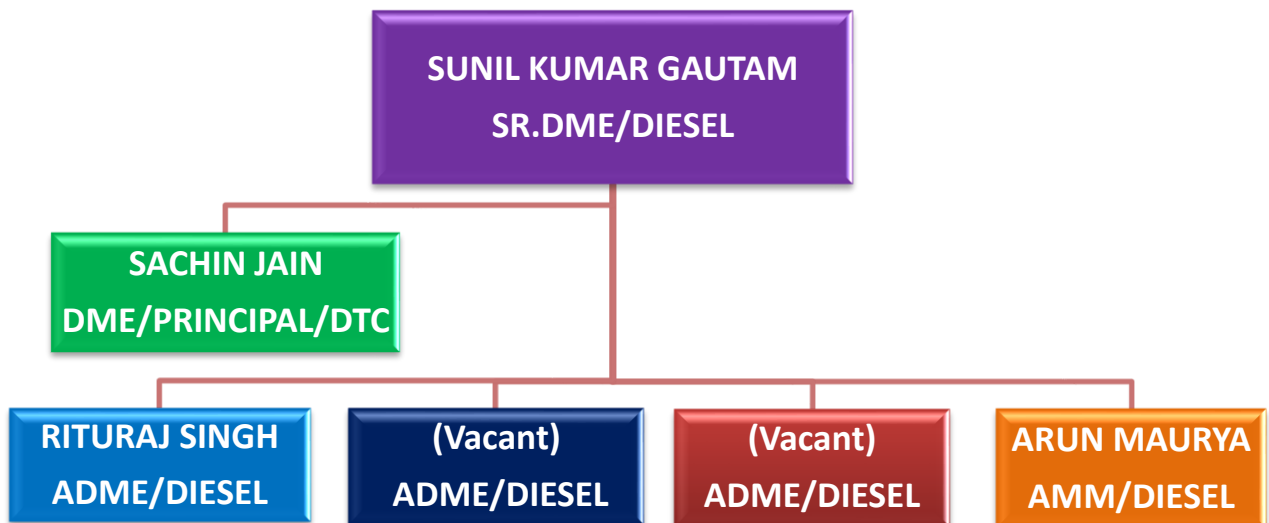 SUNIL KUMAR GAUTAM
SR.DME/DIESEL
SACHIN JAIN
DME/PRINCIPAL/DTC
RITURAJ SINGH
ADME/DIESEL
(Vacant)
ADME/DIESEL
(Vacant)
ADME/DIESEL
ARUN MAURYA
AMM/DIESEL